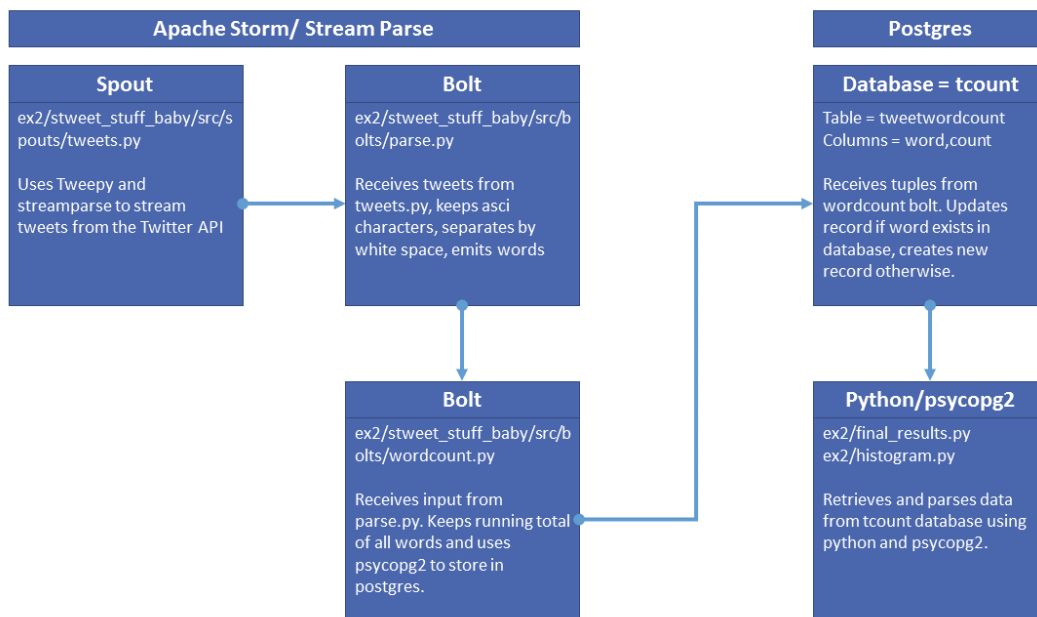 Apache Storm/ Stream Parse
Postgres
Spout
ex2/stweet_stuff_baby/src/s
pouts/tweets.py
Uses Tweepy and
streamparse to stream
tweets from the Twitter API
Bolt
ex2/stweet_stuff_baby/src/b
olts/parse.py
Receives tweets from
tweets.py, keeps asci
characters, separates by
white space, emits words
Bolt
ex2/stweet_stuff_baby/src/b
olts/wordcount.py
Receives input from
parse.py. Keeps running total
of all words and uses
psycopg2 to store in
postgres.
Database = tcount
Table = tweetwordcount
Columns = word,count
Receives tuples from
wordcount bolt. Updates
record if word exists in
database, creates new
record otherwise.
Python/psycopg2
ex2/final_results.py
ex2/histogram.py
Retrieves and parses data
from tcount database using
python and psycopg2.